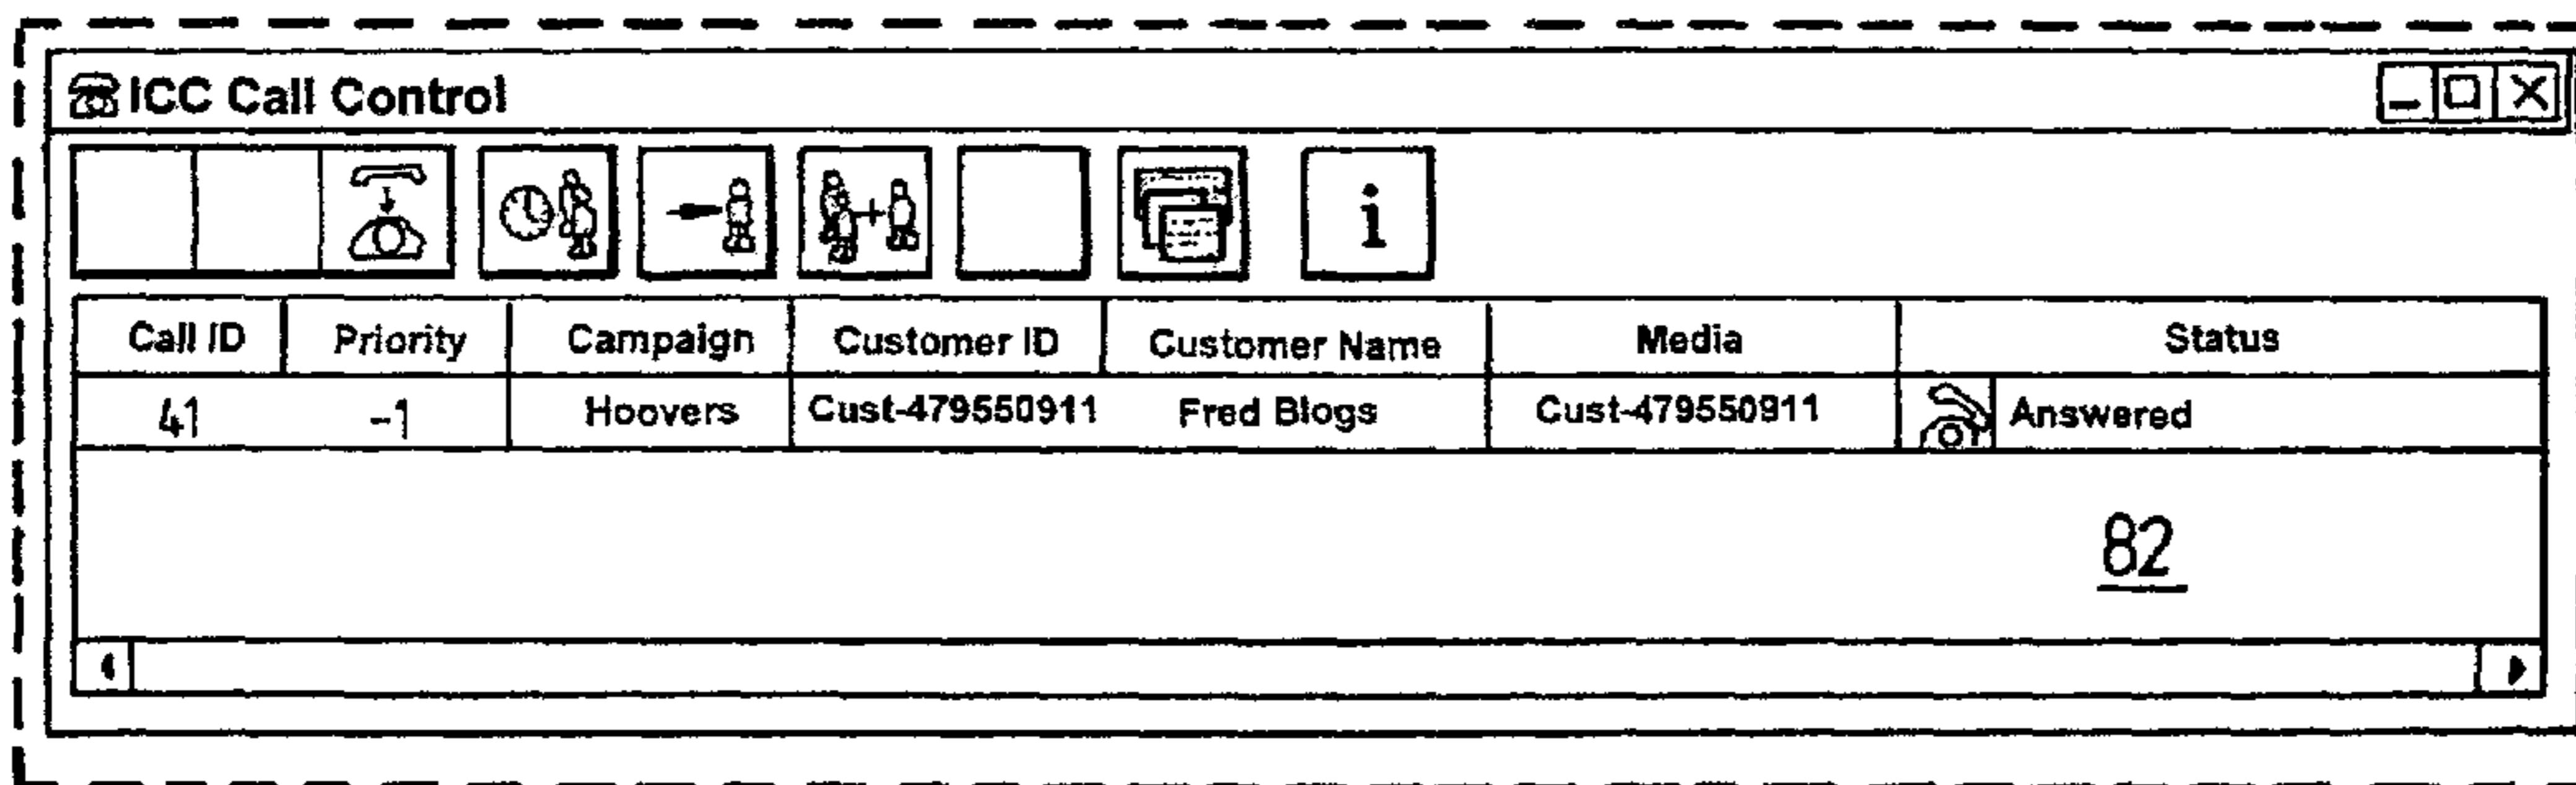 ICC Call Control
i
Call ID Priority Campaign Customer ID Customer Name Media Status
41 -1 Hoovers Cust-479550911 Fred Blogs Cust-479550911 Answered
82